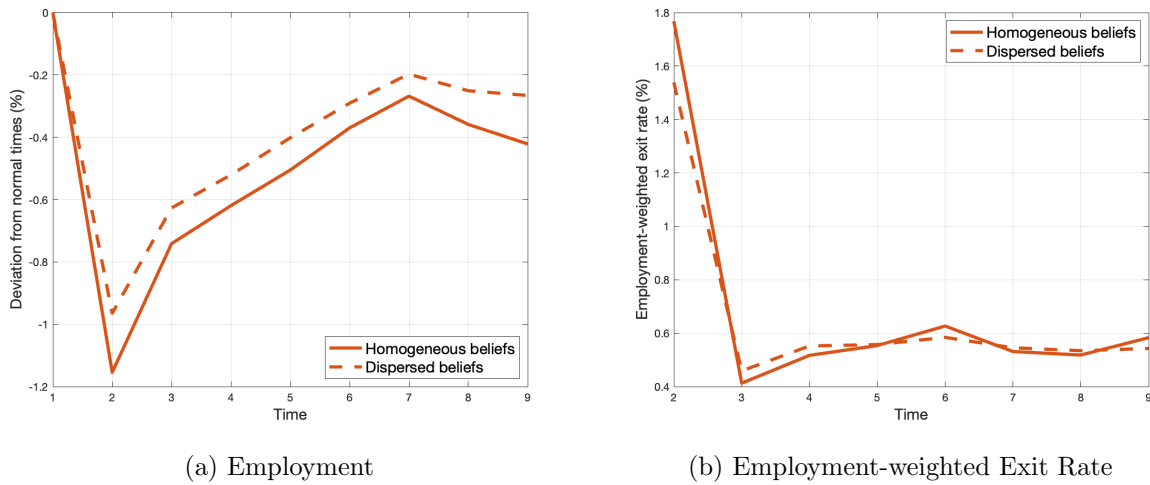 0
-0.2
-0.4
-0.6
-0.8
-1
-1.2
Deviation from normal times (%)
1 2 3 4 5 6 7 8 9
Time
Homogeneous beliefs
Dispersed beliefs
(a) Employment
1.8
1.6
1.4
1.2
1
0.8
0.6
0.4
Employment-weighted exit rate (%)
2 3 4 5 6 7 8 9
Time
Homogeneous beliefs
Dispersed beliefs
(b) Employment-weighted Exit Rate